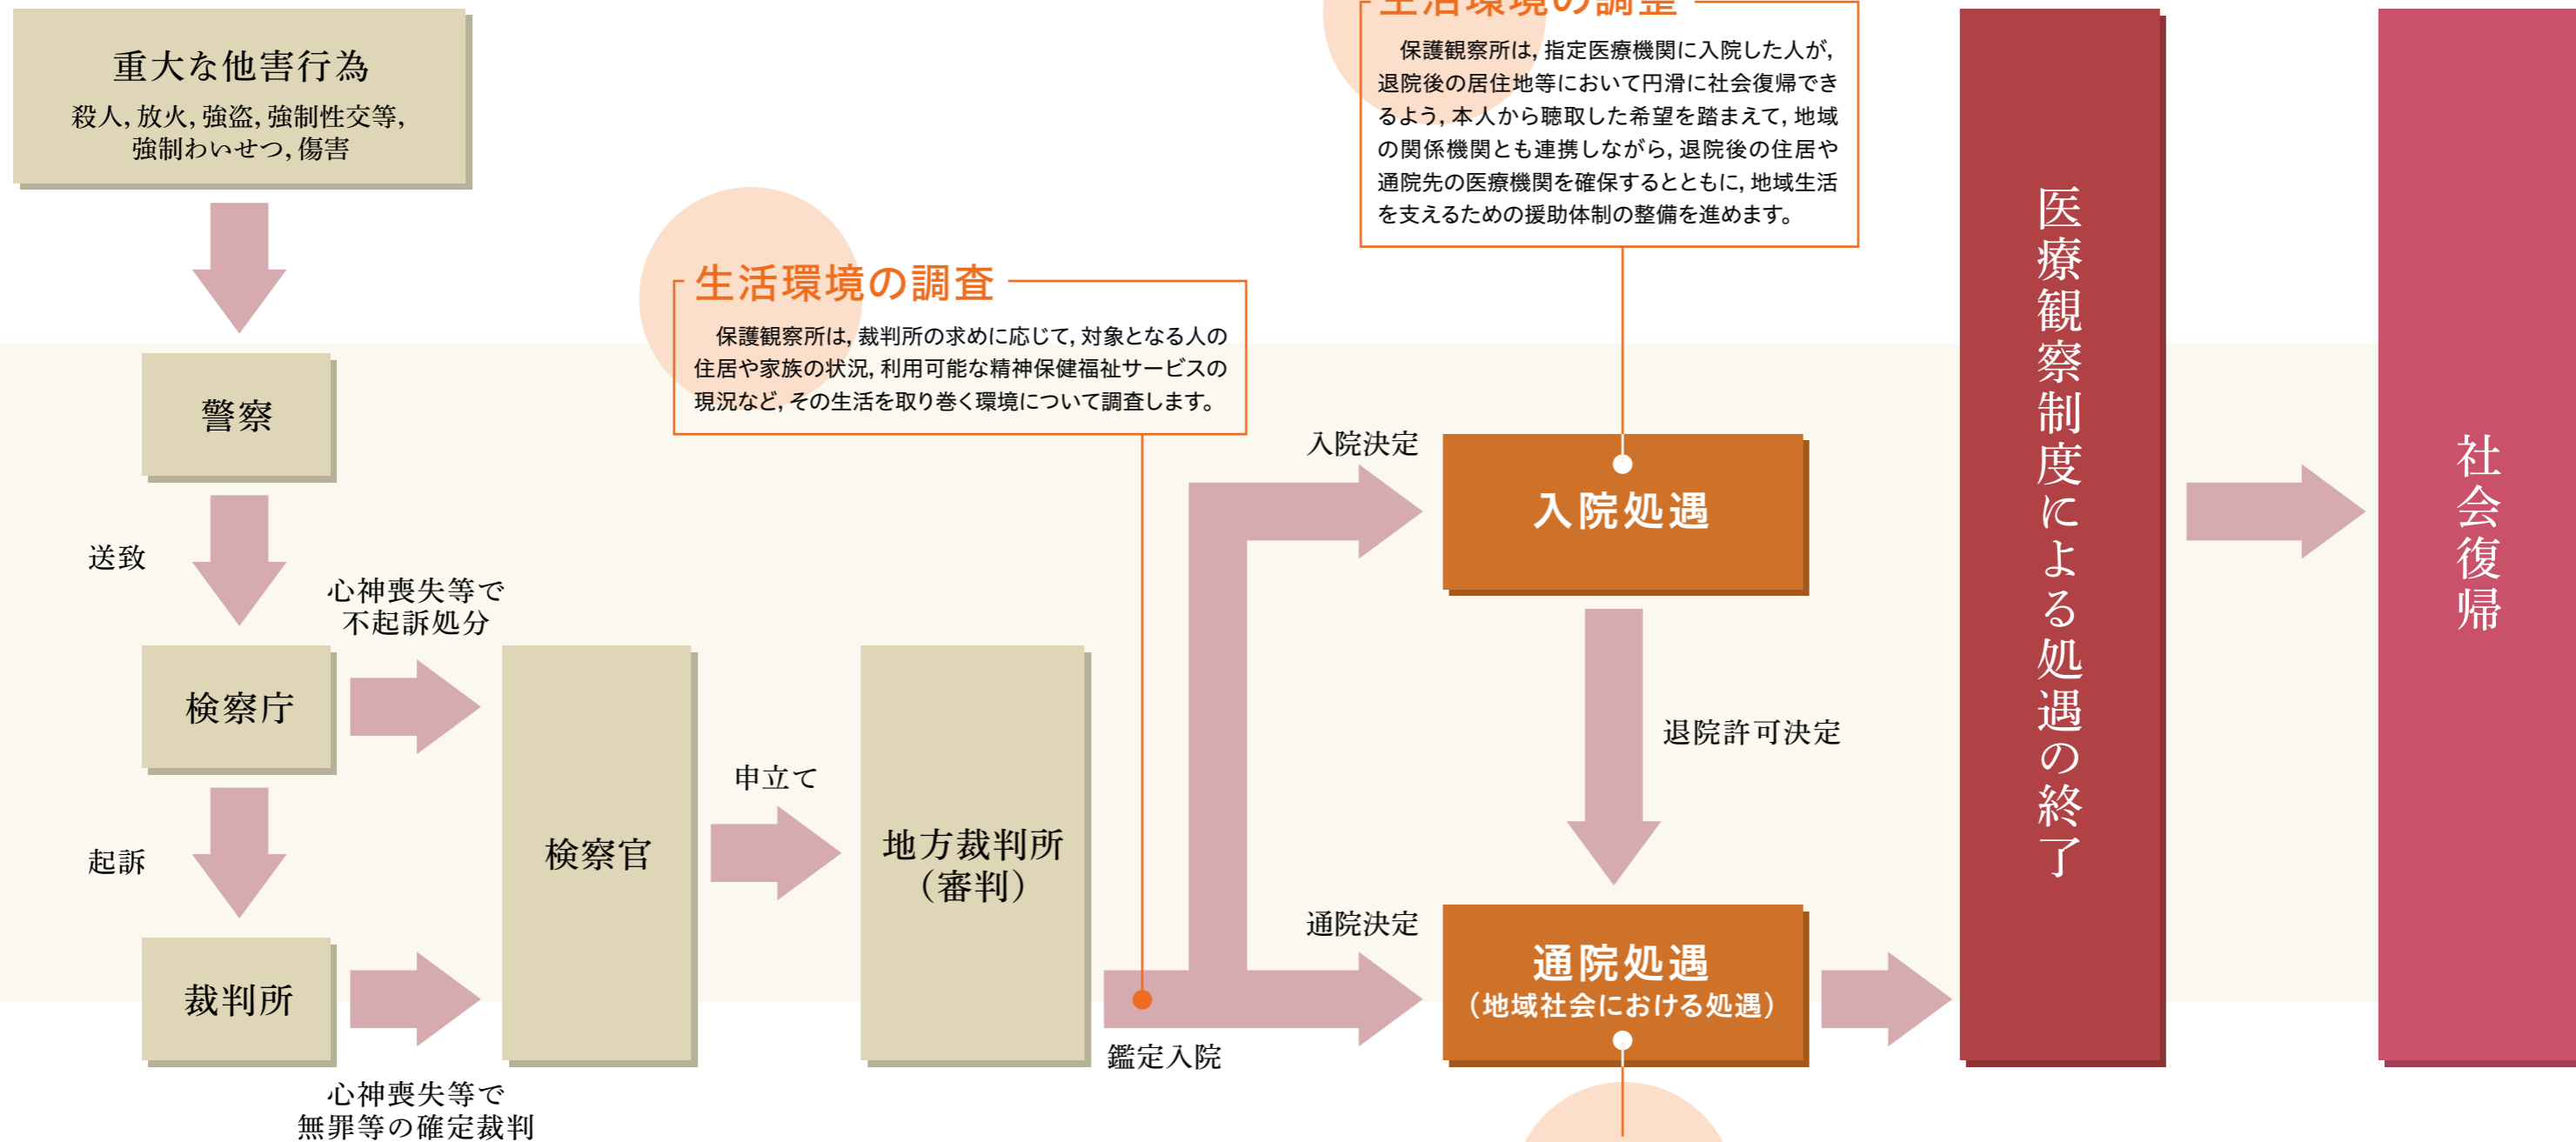 重大な他害行為
殺人, 放火, 強盗, 強制性交等,
強制わいせつ, 傷害
警察
送致
検察庁
起訴
裁判所
心神喪失等で
不起訴処分
心神喪失等で
無罪等の確定裁判
検察官
申立て
地方裁判所
（審判）
生活環境の調査
保護観察所は, 裁判所の求めに応じて, 対象となる人の
住居や家族の状況, 利用可能な精神保健福祉サービスの
現況など, その生活を取り巻く環境について調査します。
鑑定入院
入院決定
通院決定
生活環境の調整
保護観察所は, 指定医療機関に入院した人が,
退院後の居住地等において円滑に社会復帰でき
るよう, 本人から聴取した希望を踏まえて, 地域
の関係機関とも連携しながら, 退院後の住居や
通院先の医療機関を確保するとともに, 地域生活
を支えるための援助体制の整備を進めます。
入院処遇
退院許可決定
通院処遇
（地域社会における処遇）
医療観察制度による処遇の終了
社会復帰